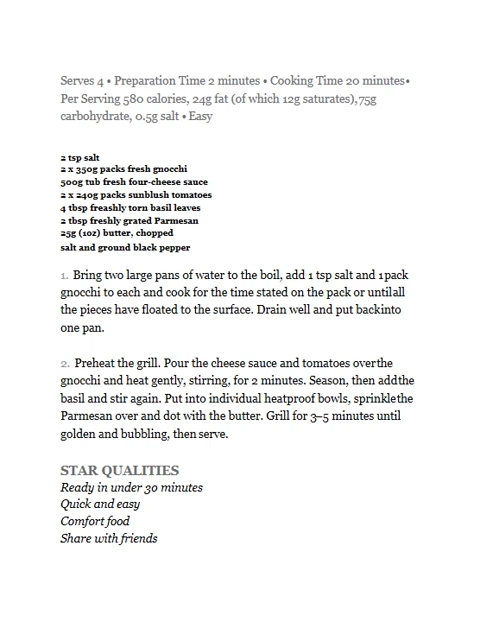 Serves 4 • Preparation Time 2 minutes • Cooking Time 20 minutes•
Per Serving 580 calories, 24g fat (of which 12g saturates),75g
carbohydrate, 0.5g salt • Easy
2 tsp salt
2 x 350g packs fresh gnocchi
500g tub fresh four-cheese sauce
2 x 240g packs sunblush tomatoes
4 tbsp freashly torn basil leaves
2 tbsp freshly grated Parmesan
25g (1oz) butter, chopped
salt and ground black pepper
1. Bring two large pans of water to the boil, add 1 tsp salt and 1pack
gnocchi to each and cook for the time stated on the pack or untilall
the pieces have floated to the surface. Drain well and put backinto
one pan.
2. Preheat the grill. Pour the cheese sauce and tomatoes overthe
gnocchi and heat gently, stirring, for 2 minutes. Season, then addthe
basil and stir again. Put into individual heatproof bowls, sprinklethe
Parmesan over and dot with the butter. Grill for 3–5 minutes until
golden and bubbling, then serve.
STAR QUALITIES
Ready in under 30 minutes
Quick and easy
Comfort food
Share with friends